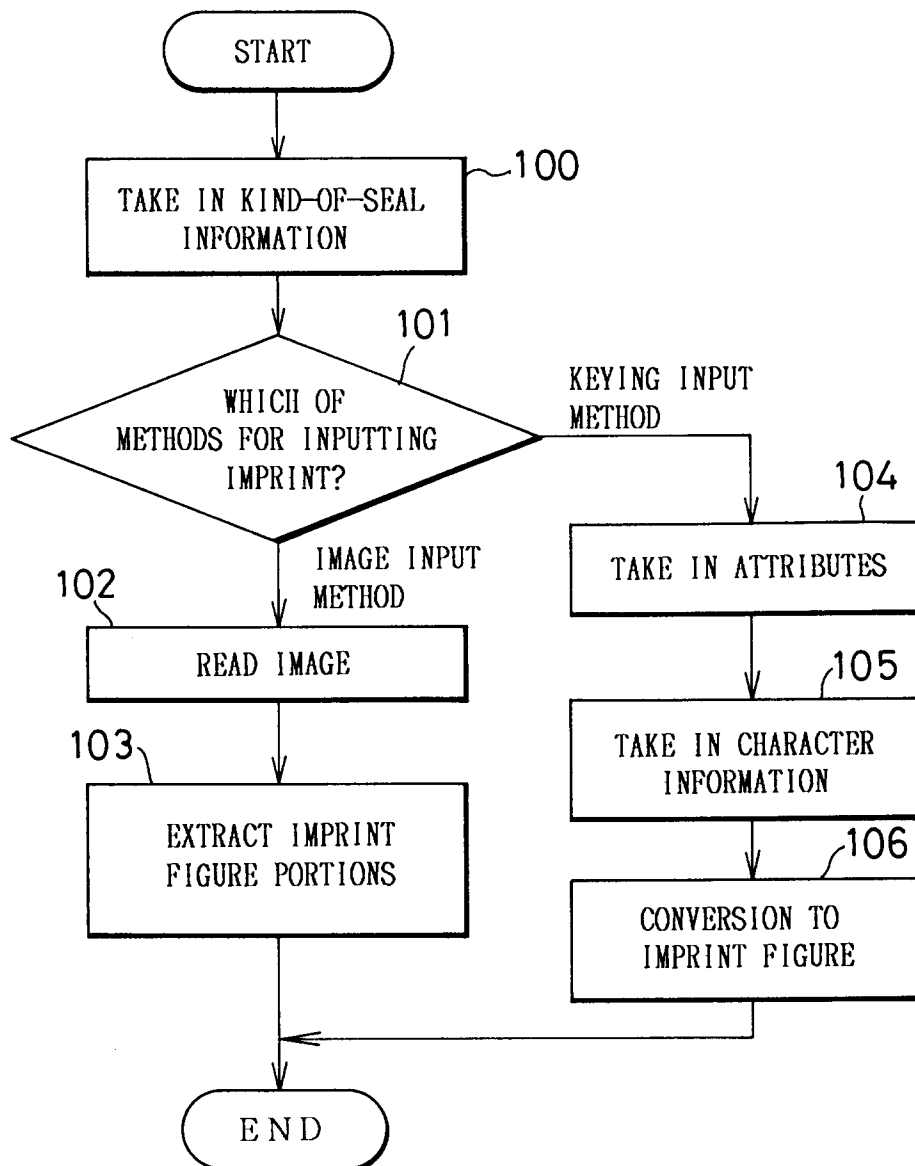 START
100
TAKE IN KIND-OF-SEAL
INFORMATION
101
WHICH OF
METHODS FOR INPUTTING
IMPRINT?
KEYING INPUT
METHOD
IMAGE INPUT
METHOD
102
READ IMAGE
103
EXTRACT IMPRINT
FIGURE PORTIONS
104
TAKE IN ATTRIBUTES
105
TAKE IN CHARACTER
INFORMATION
106
CONVERSION TO
IMPRINT FIGURE
END